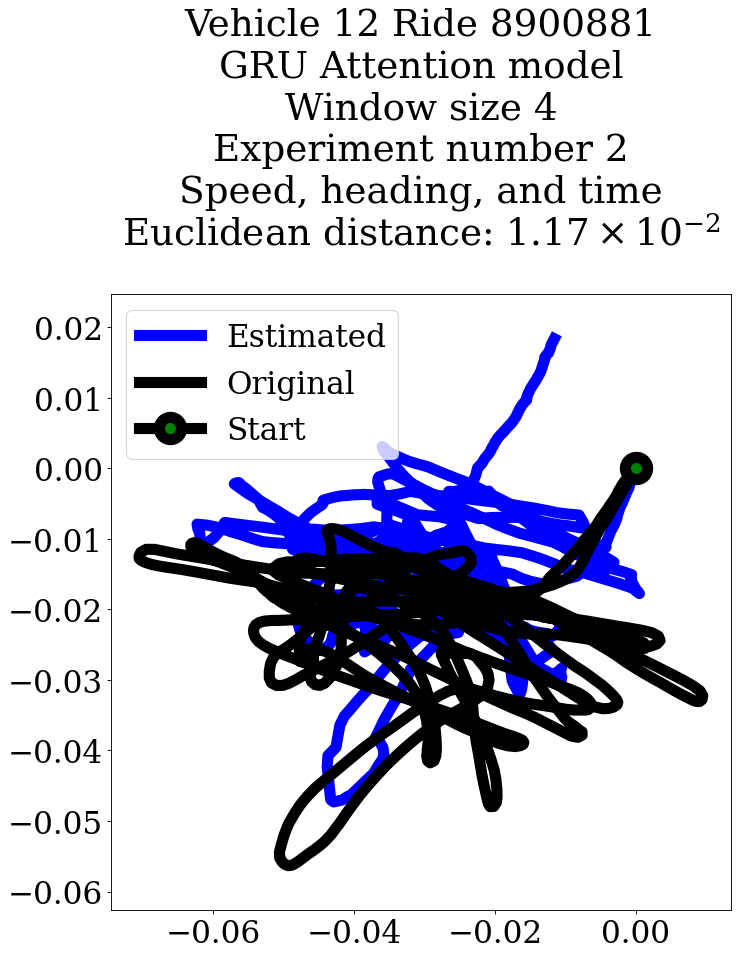 Vehicle 12 Ride 8900881
GRU Attention model
Window size 4
Experiment number 2
Speed, heading, and time
Euclidean distance: 1.17 × 10⁻²
Estimated
Original
Start
0.02
0.01
0.00
−0.01
−0.02
−0.03
−0.04
−0.05
−0.06
−0.06 −0.04 −0.02 0.00